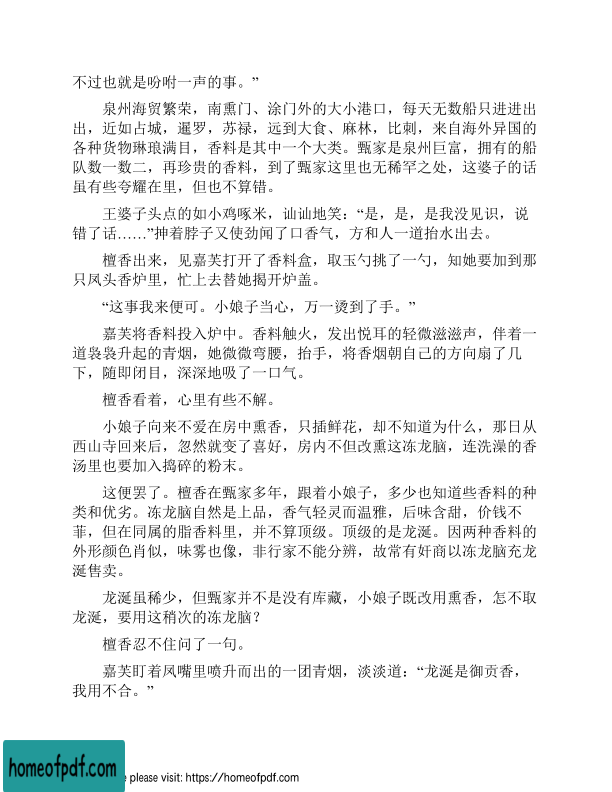 不过也就是吩咐一声的事。”
泉州海贸繁荣，南熏门、涂门外的大小港口，每天无数船只进进出
出，近如占城，暹罗，苏禄，远到大食、麻林，比刺，来自海外异国的
各种货物琳琅满目，香料是其中一个大类。甄家是泉州巨富，拥有的船
队数一数二，再珍贵的香料，到了甄家这里也无稀罕之处，这婆子的话
虽有些夸耀在里，但也不算错。
王婆子头点的如小鸡啄米，讪讪地笑：“是，是，是我没见识，说
错了话……”抻着脖子又使劲闻了口香气，方和人一道抬水出去。
檀香出来，见嘉芙打开了香料盒，取玉勺挑了一勺，知她要加到那
只凤头香炉里，忙上去替她揭开炉盖。
“这事我来便可。小娘子当心，万一烫到了手。”
嘉芙将香料投入炉中。香料触火，发出悦耳的轻微滋滋声，伴着一
道袅袅升起的青烟，她微微弯腰，抬手，将香烟朝自己的方向扇了几
下，随即闭目，深深地吸了一口气。
檀香看着，心里有些不解。
小娘子向来不爱在房中熏香，只插鲜花，却不知道为什么，那日从
西山寺回来后，忽然就变了喜好，房内不但改熏这冻龙脑，连洗澡的香
汤里也要加入捣碎的粉末。
这便罢了。檀香在甄家多年，跟着小娘子，多少也知道些香料的种
类和优劣。冻龙脑自然是上品，香气轻灵而温雅，后味含甜，价钱不
菲，但在同属的脂香料里，并不算顶级。顶级的是龙涎。因两种香料的
外形颜色肖似，味雾也像，非行家不能分辨，故常有奸商以冻龙脑充龙
涎售卖。
龙涎虽稀少，但甄家并不是没有库藏，小娘子既改用熏香，怎不取
龙涎，要用这稍次的冻龙脑？
檀香忍不住问了一句。
嘉芙盯着凤嘴里喷升而出的一团青烟，淡淡道：“龙涎是御贡香，
我用不合。”
homeofpdf.com
e please visit: https://homeofpdf.com